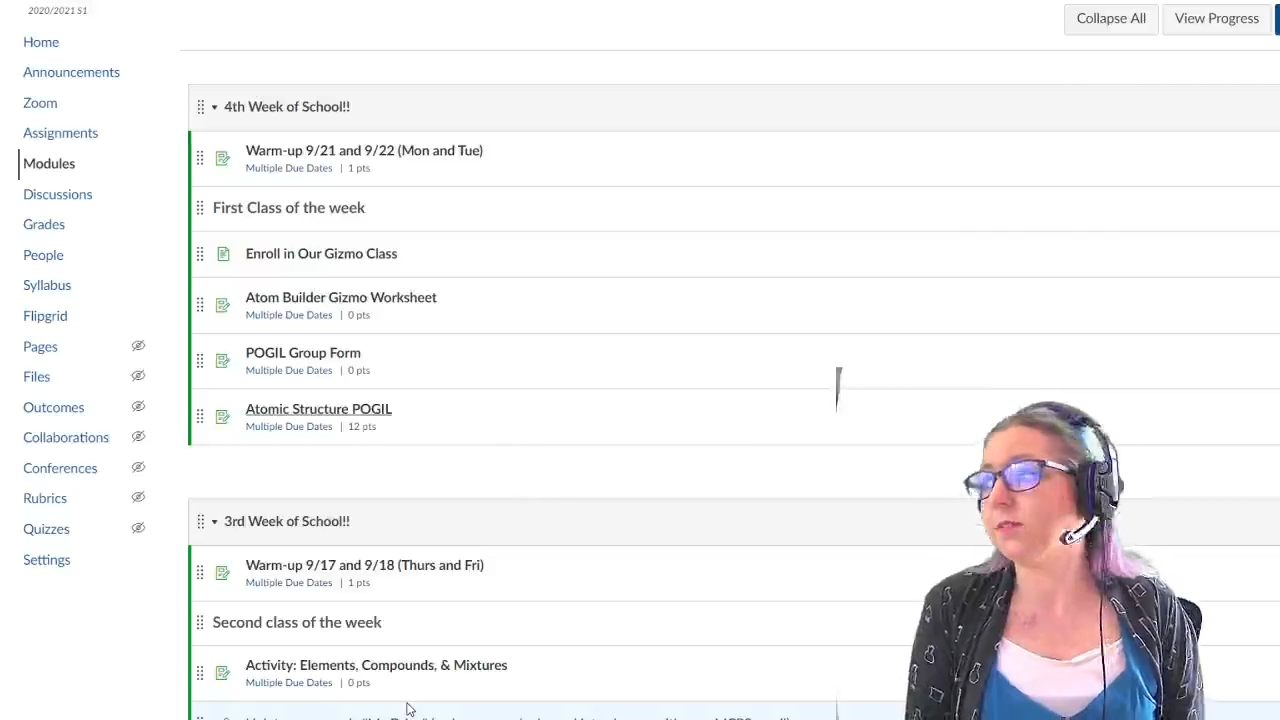 2020/2021 S1
Collapse All
View Progress
Home
Announcements
Zoom
Assignments
Modules
Discussions
Grades
People
Syllabus
Flipgrid
Pages
Files
Outcomes
Collaborations
Conferences
Rubrics
Quizzes
Settings
4th Week of School!!
Warm-up 9/21 and 9/22 (Mon and Tue)
Multiple Due Dates | 1 pts
First Class of the week
Enroll in Our Gizmo Class
Atom Builder Gizmo Worksheet
Multiple Due Dates | 0 pts
POGIL Group Form
Multiple Due Dates | 0 pts
Atomic Structure POGIL
Multiple Due Dates | 12 pts
3rd Week of School!!
Warm-up 9/17 and 9/18 (Thurs and Fri)
Multiple Due Dates | 1 pts
Second class of the week
Activity: Elements, Compounds, & Mixtures
Multiple Due Dates | 0 pts